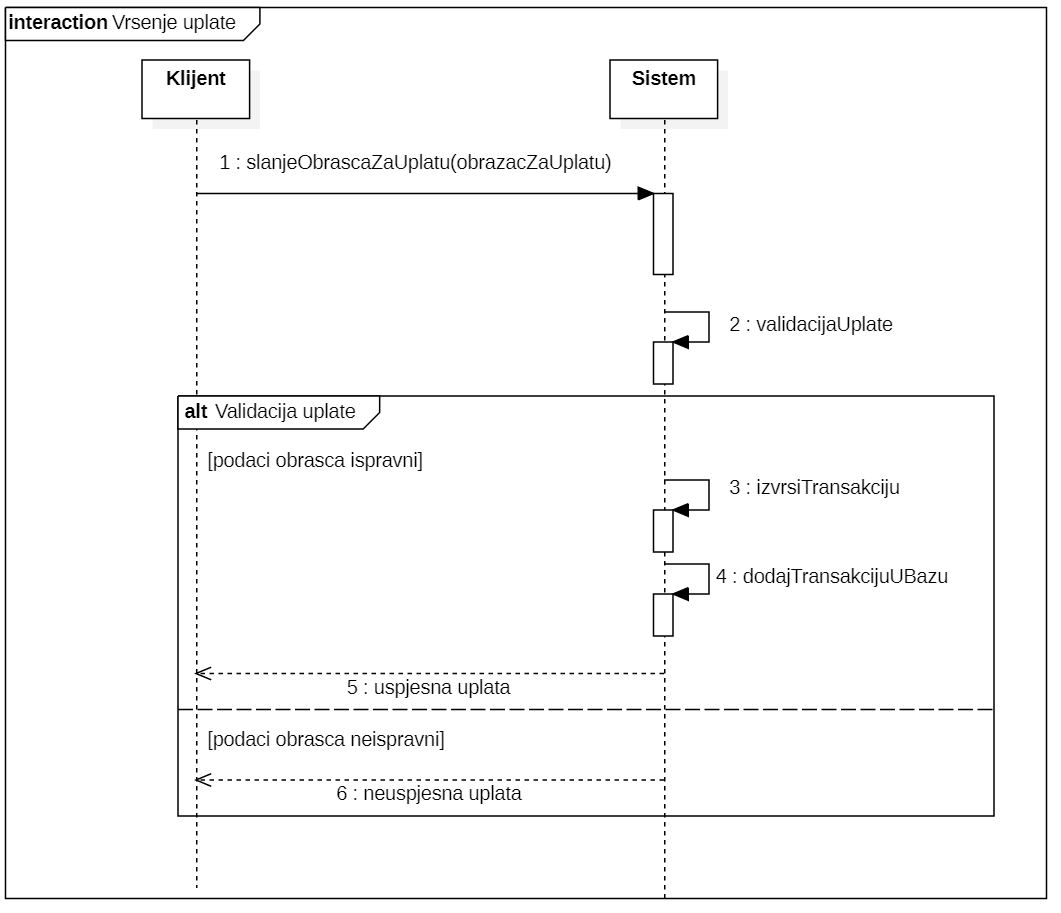 interaction Vrsenje uplate
Klijent
Sistem
1 : slanjeObrascaZaUplatu(obrazacZaUplatu)
2 : validacijaUplate
alt Validacija uplate
[podaci obrasca ispravni]
3 : izvrsiTransakciju
4 : dodajTransakcijuUBazu
5 : uspjesna uplata
[podaci obrasca neispravni]
6 : neuspjesna uplata